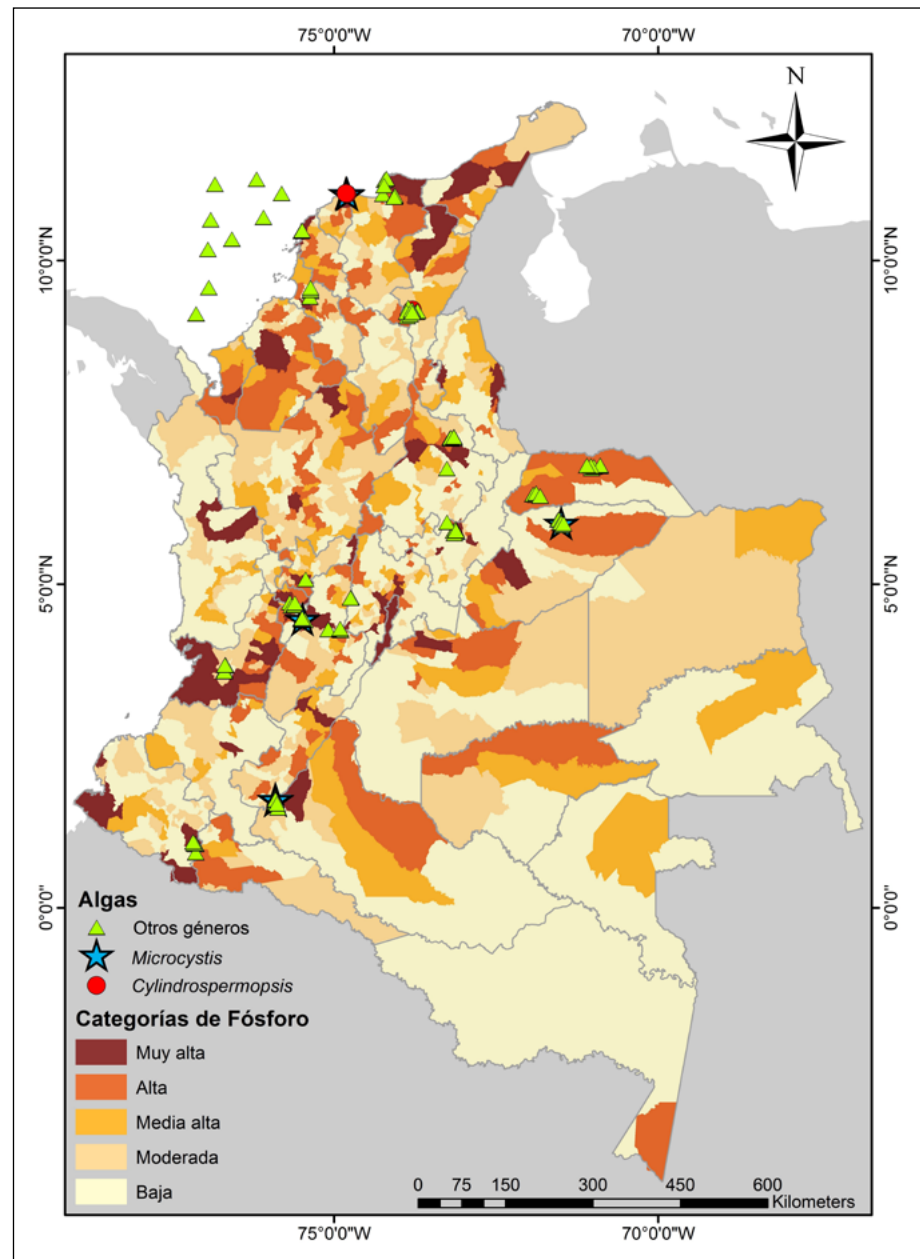 75°0'0"W 70°0'0"W
N
10°0'0"N 10°0'0"N
5°0'0"N 5°0'0"N
0°0'0" 0°0'0"
Algas
Otros géneros
Microcystis
Cylindrospermopsis
Categorías de Fósforo
Muy alta
Alta
Media alta
Moderada
Baja
0 75 150 300 450 600
Kilometers
75°0'0"W 70°0'0"W